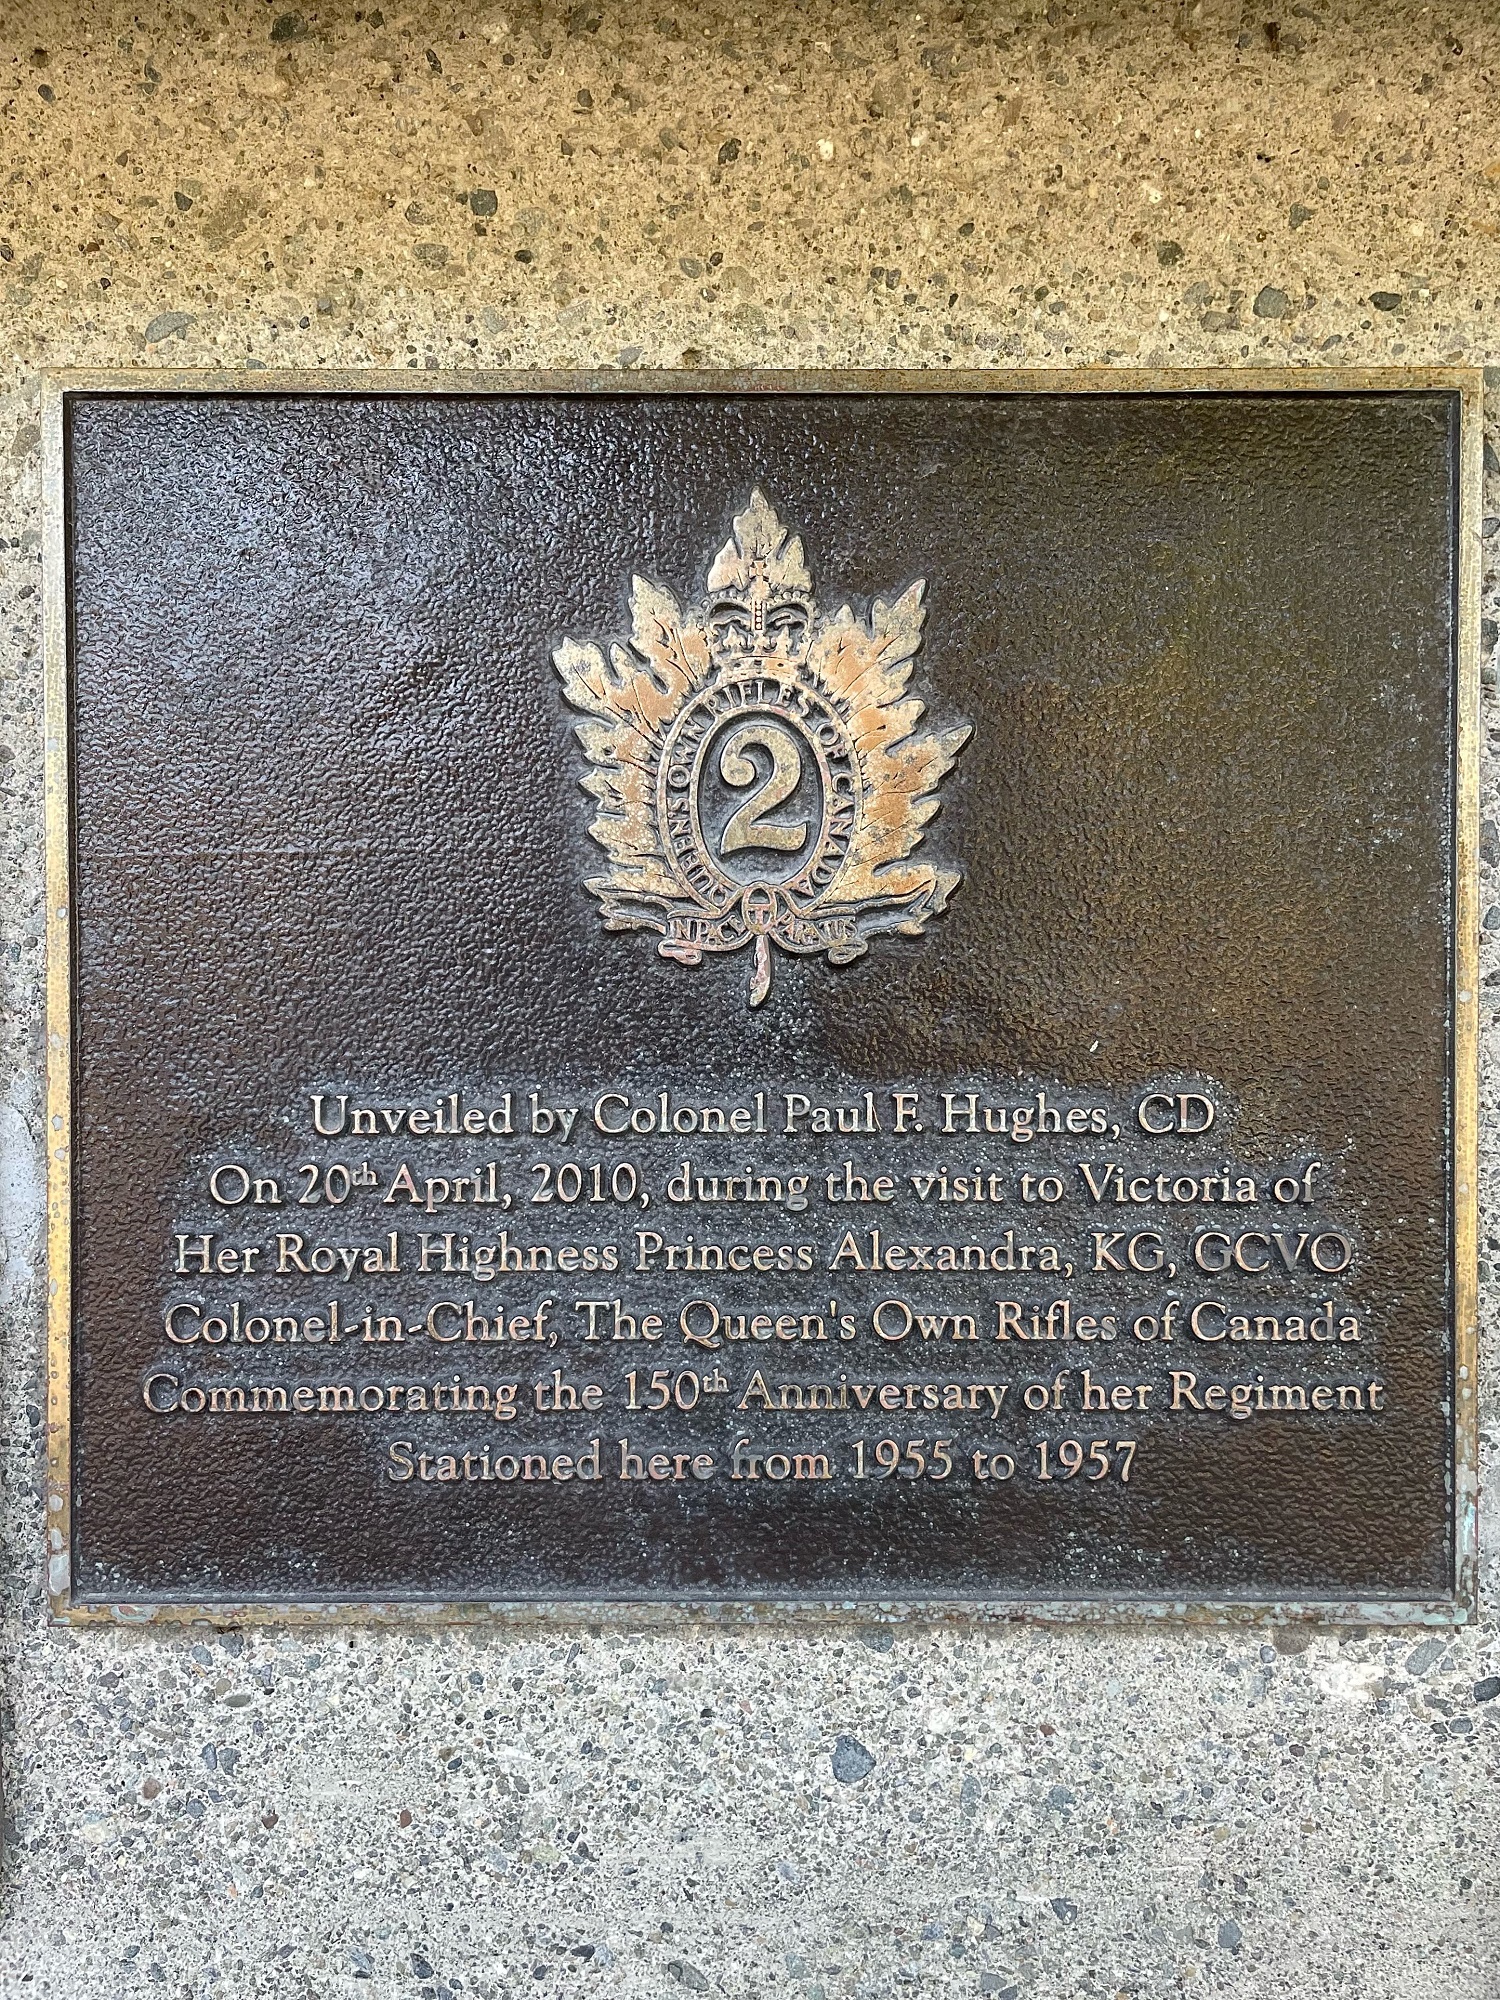 QUEENS OWN RIFLES OF CANADA
2
IN PACE PARATUS
Unveiled by Colonel Paul F. Hughes, CD
On 20th April, 2010, during the visit to Victoria of
Her Royal Highness Princess Alexandra, KG, GCVO
Colonel-in-Chief, The Queen's Own Rifles of Canada
Commemorating the 150th Anniversary of her Regiment
Stationed here from 1955 to 1957